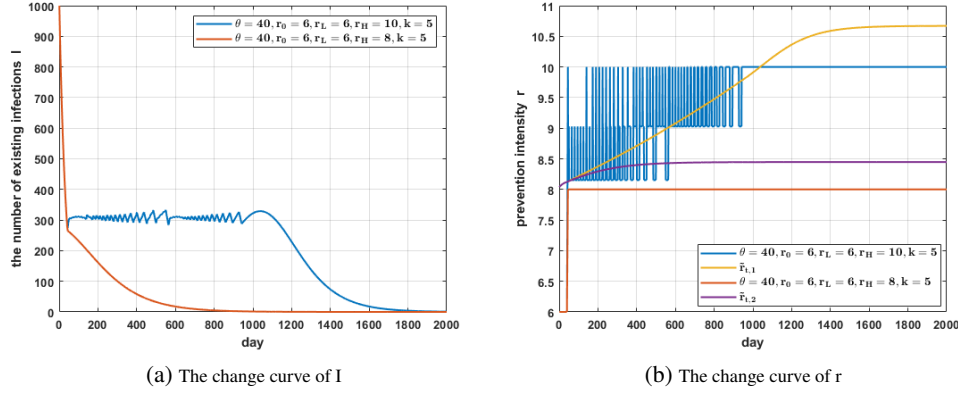 1000
900
800
700
600
500
400
300
200
100
0
the number of existing infections I
θ = 40, r₀ = 6, r_L = 6, r_H = 10, k = 5
θ = 40, r₀ = 6, r_L = 6, r_H = 8, k = 5
0 200 400 600 800 1000 1200 1400 1600 1800 2000
day
(a) The change curve of I
11
10.5
10
9.5
9
8.5
8
7.5
7
6.5
6
prevention intensity r
θ = 40, r₀ = 6, r_L = 6, r_H = 10, k = 5
r̃_{t,1}
θ = 40, r₀ = 6, r_L = 6, r_H = 8, k = 5
r̃_{t,2}
0 200 400 600 800 1000 1200 1400 1600 1800 2000
day
(b) The change curve of r